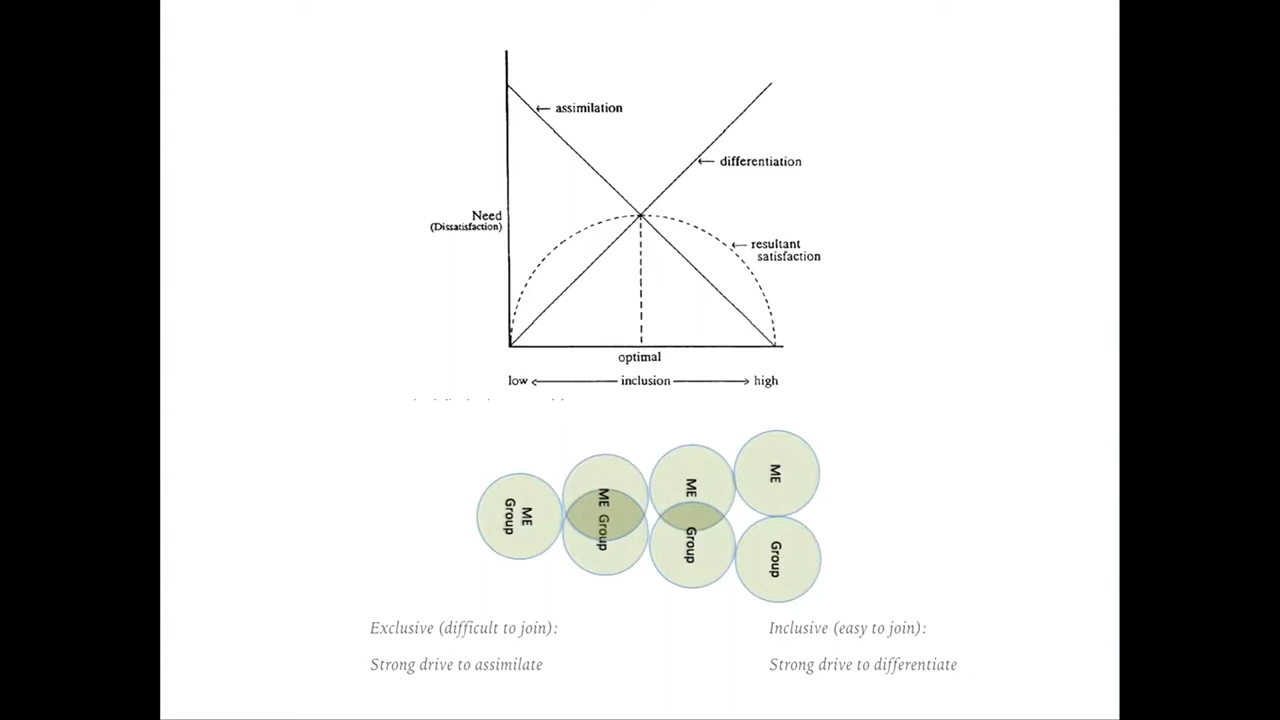 assimilation
differentiation
Need
(Dissatisfaction)
resultant
satisfaction
optimal
low
inclusion
high
ME
Group
ME
Group
ME
Group
ME
Group
Exclusive (difficult to join):
Strong drive to assimilate
Inclusive (easy to join):
Strong drive to differentiate